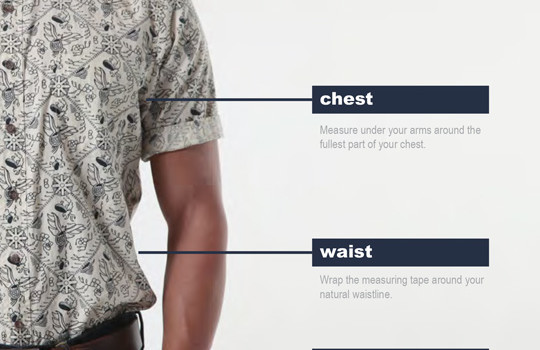 chest
Measure under your arms around the
fullest part of your chest.
waist
Wrap the measuring tape around your
natural waistline.